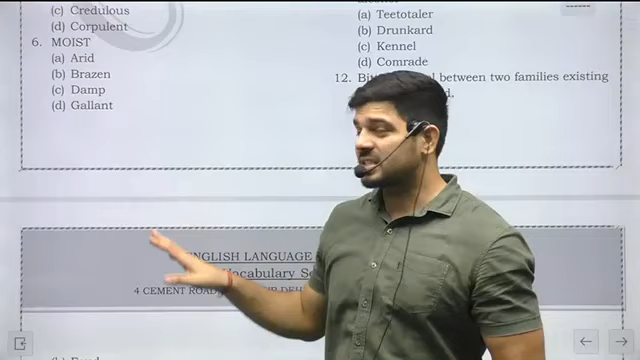 (c) Credulous
(d) Corpulent
6. MOIST
(a) Arid
(b) Brazen
(c) Damp
(d) Gallant
(a) Teetotaler
(b) Drunkard
(c) Kennel
(d) Comrade
12. between two families existing
ENGLISH LANGUAGE
Vocabulary
4 CEMENT ROAD